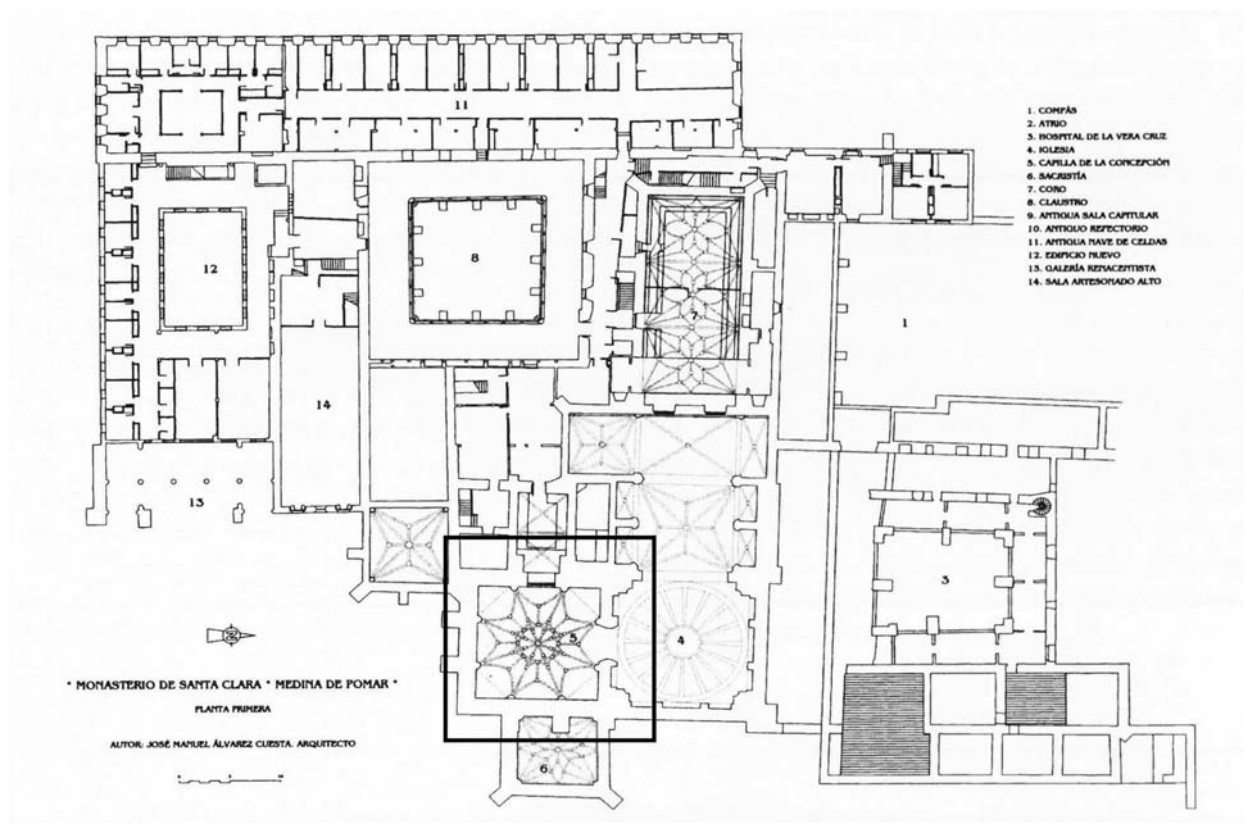 11
1. COMPÁS
2. ATRIO
3. HOSPITAL DE LA VERA CRUZ
4. IGLESIA
5. CAPILLA DE LA CONCEPCIÓN
6. SACRISTÍA
7. CORO
8. CLAUSTRO
9. ANTIGUA SALA CAPITULAR
10. ANTIGUO REFECTORIO
11. ANTIGUA NAVE DE CELDAS
12. EDIFICIO NUEVO
13. GALERÍA RENACENTISTA
14. SALA ARTESONADO ALTO
12
8
7
1
14
13
3
5
4
" MONASTERIO DE SANTA CLARA " MEDINA DE POMAR "
PLANTA PRIMERA
AUTOR: JOSÉ MANUEL ÁLVAREZ CUESTA. ARQUITECTO
6